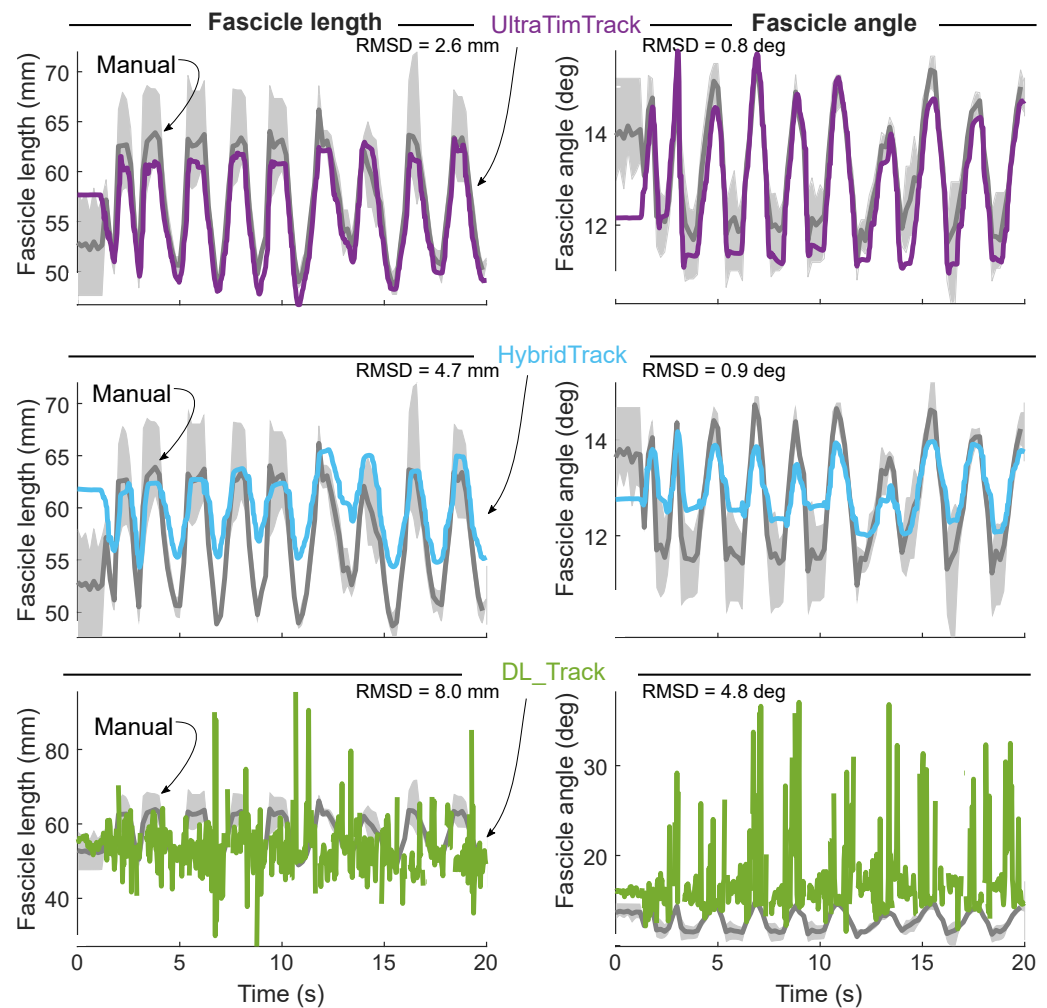 Fascicle length
UltraTimTrack
Fascicle angle
RMSD = 2.6 mm
RMSD = 0.8 deg
Manual
Fascicle length (mm)
70
65
60
55
50
Fascicle angle (deg)
14
12
HybridTrack
RMSD = 4.7 mm
RMSD = 0.9 deg
Manual
Fascicle length (mm)
70
65
60
55
50
Fascicle angle (deg)
14
12
DL_Track
RMSD = 8.0 mm
RMSD = 4.8 deg
Manual
Fascicle length (mm)
80
60
40
Fascicle angle (deg)
30
20
10
0 5 10 15 20
0 5 10 15 20
Time (s)
Time (s)